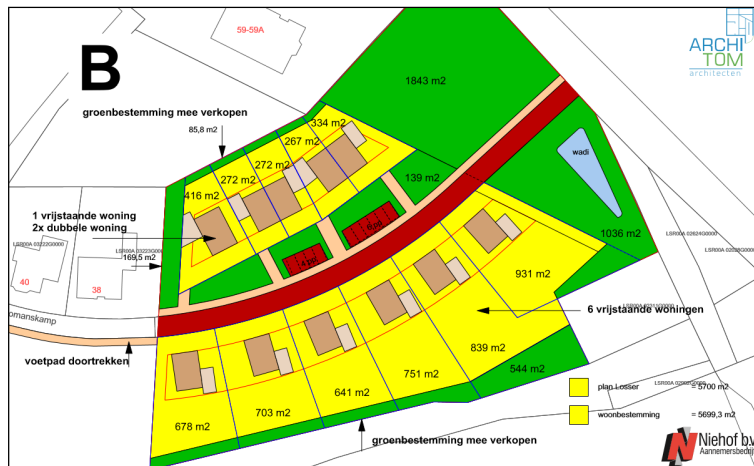 59-59A
B
ARCHI
TOM
architecten
1843 m2
groenbestemming mee verkopen
85,8 m2
334 m2
267 m2
272 m2
272 m2
416 m2
139 m2
wadi
1 vrijstaande woning
2x dubbele woning
1036 m2
169,5 m2
40
38
931 m2
6 vrijstaande woningen
omanskamp
voetpad doortrekken
839 m2
751 m2
641 m2
703 m2
678 m2
544 m2
plan Losser = 5700 m2
woonbestemming = 5699,3 m2
groenbestemming mee verkopen
Niehof b.v
Aannemersbedrij